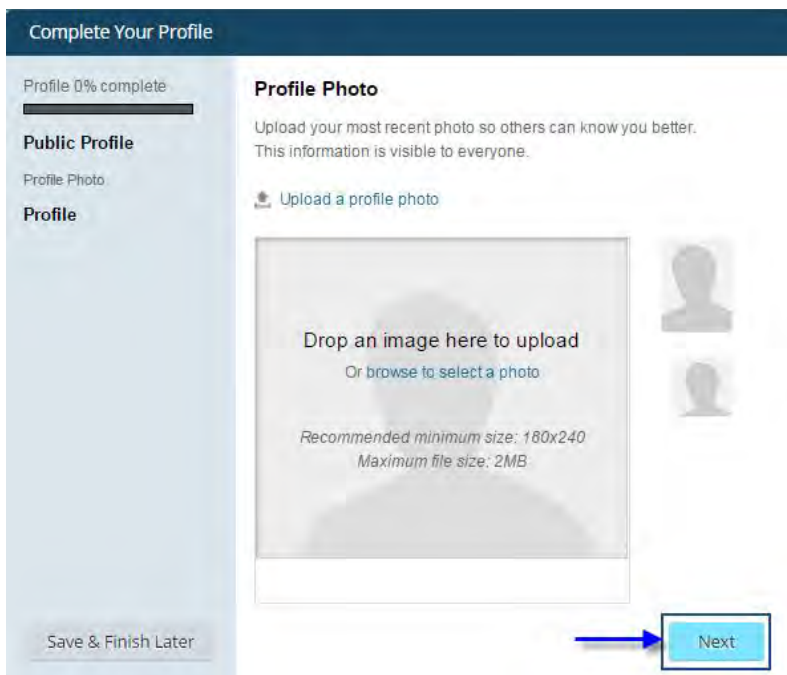 Complete Your Profile
Profile 0% complete
Public Profile
Profile Photo
Profile
Save & Finish Later
Profile Photo
Upload your most recent photo so others can know you better.
This information is visible to everyone.
Upload a profile photo
Drop an image here to upload
Or browse to select a photo
Recommended minimum size: 180x240
Maximum file size: 2MB
Next